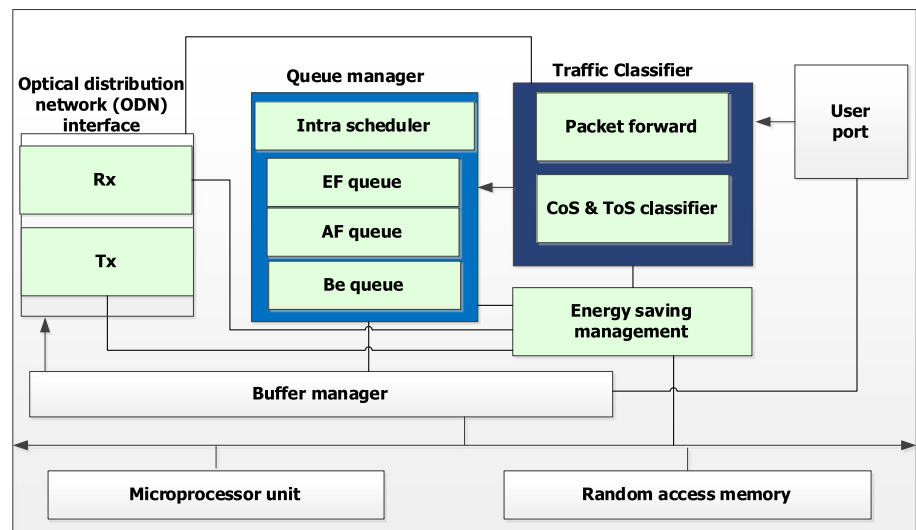 Optical distribution
network (ODN)
interface
Rx
Tx
Queue manager
Intra scheduler
EF queue
AF queue
Be queue
Traffic Classifier
Packet forward
CoS & ToS classifier
User
port
Energy saving
management
Buffer manager
Microprocessor unit
Random access memory